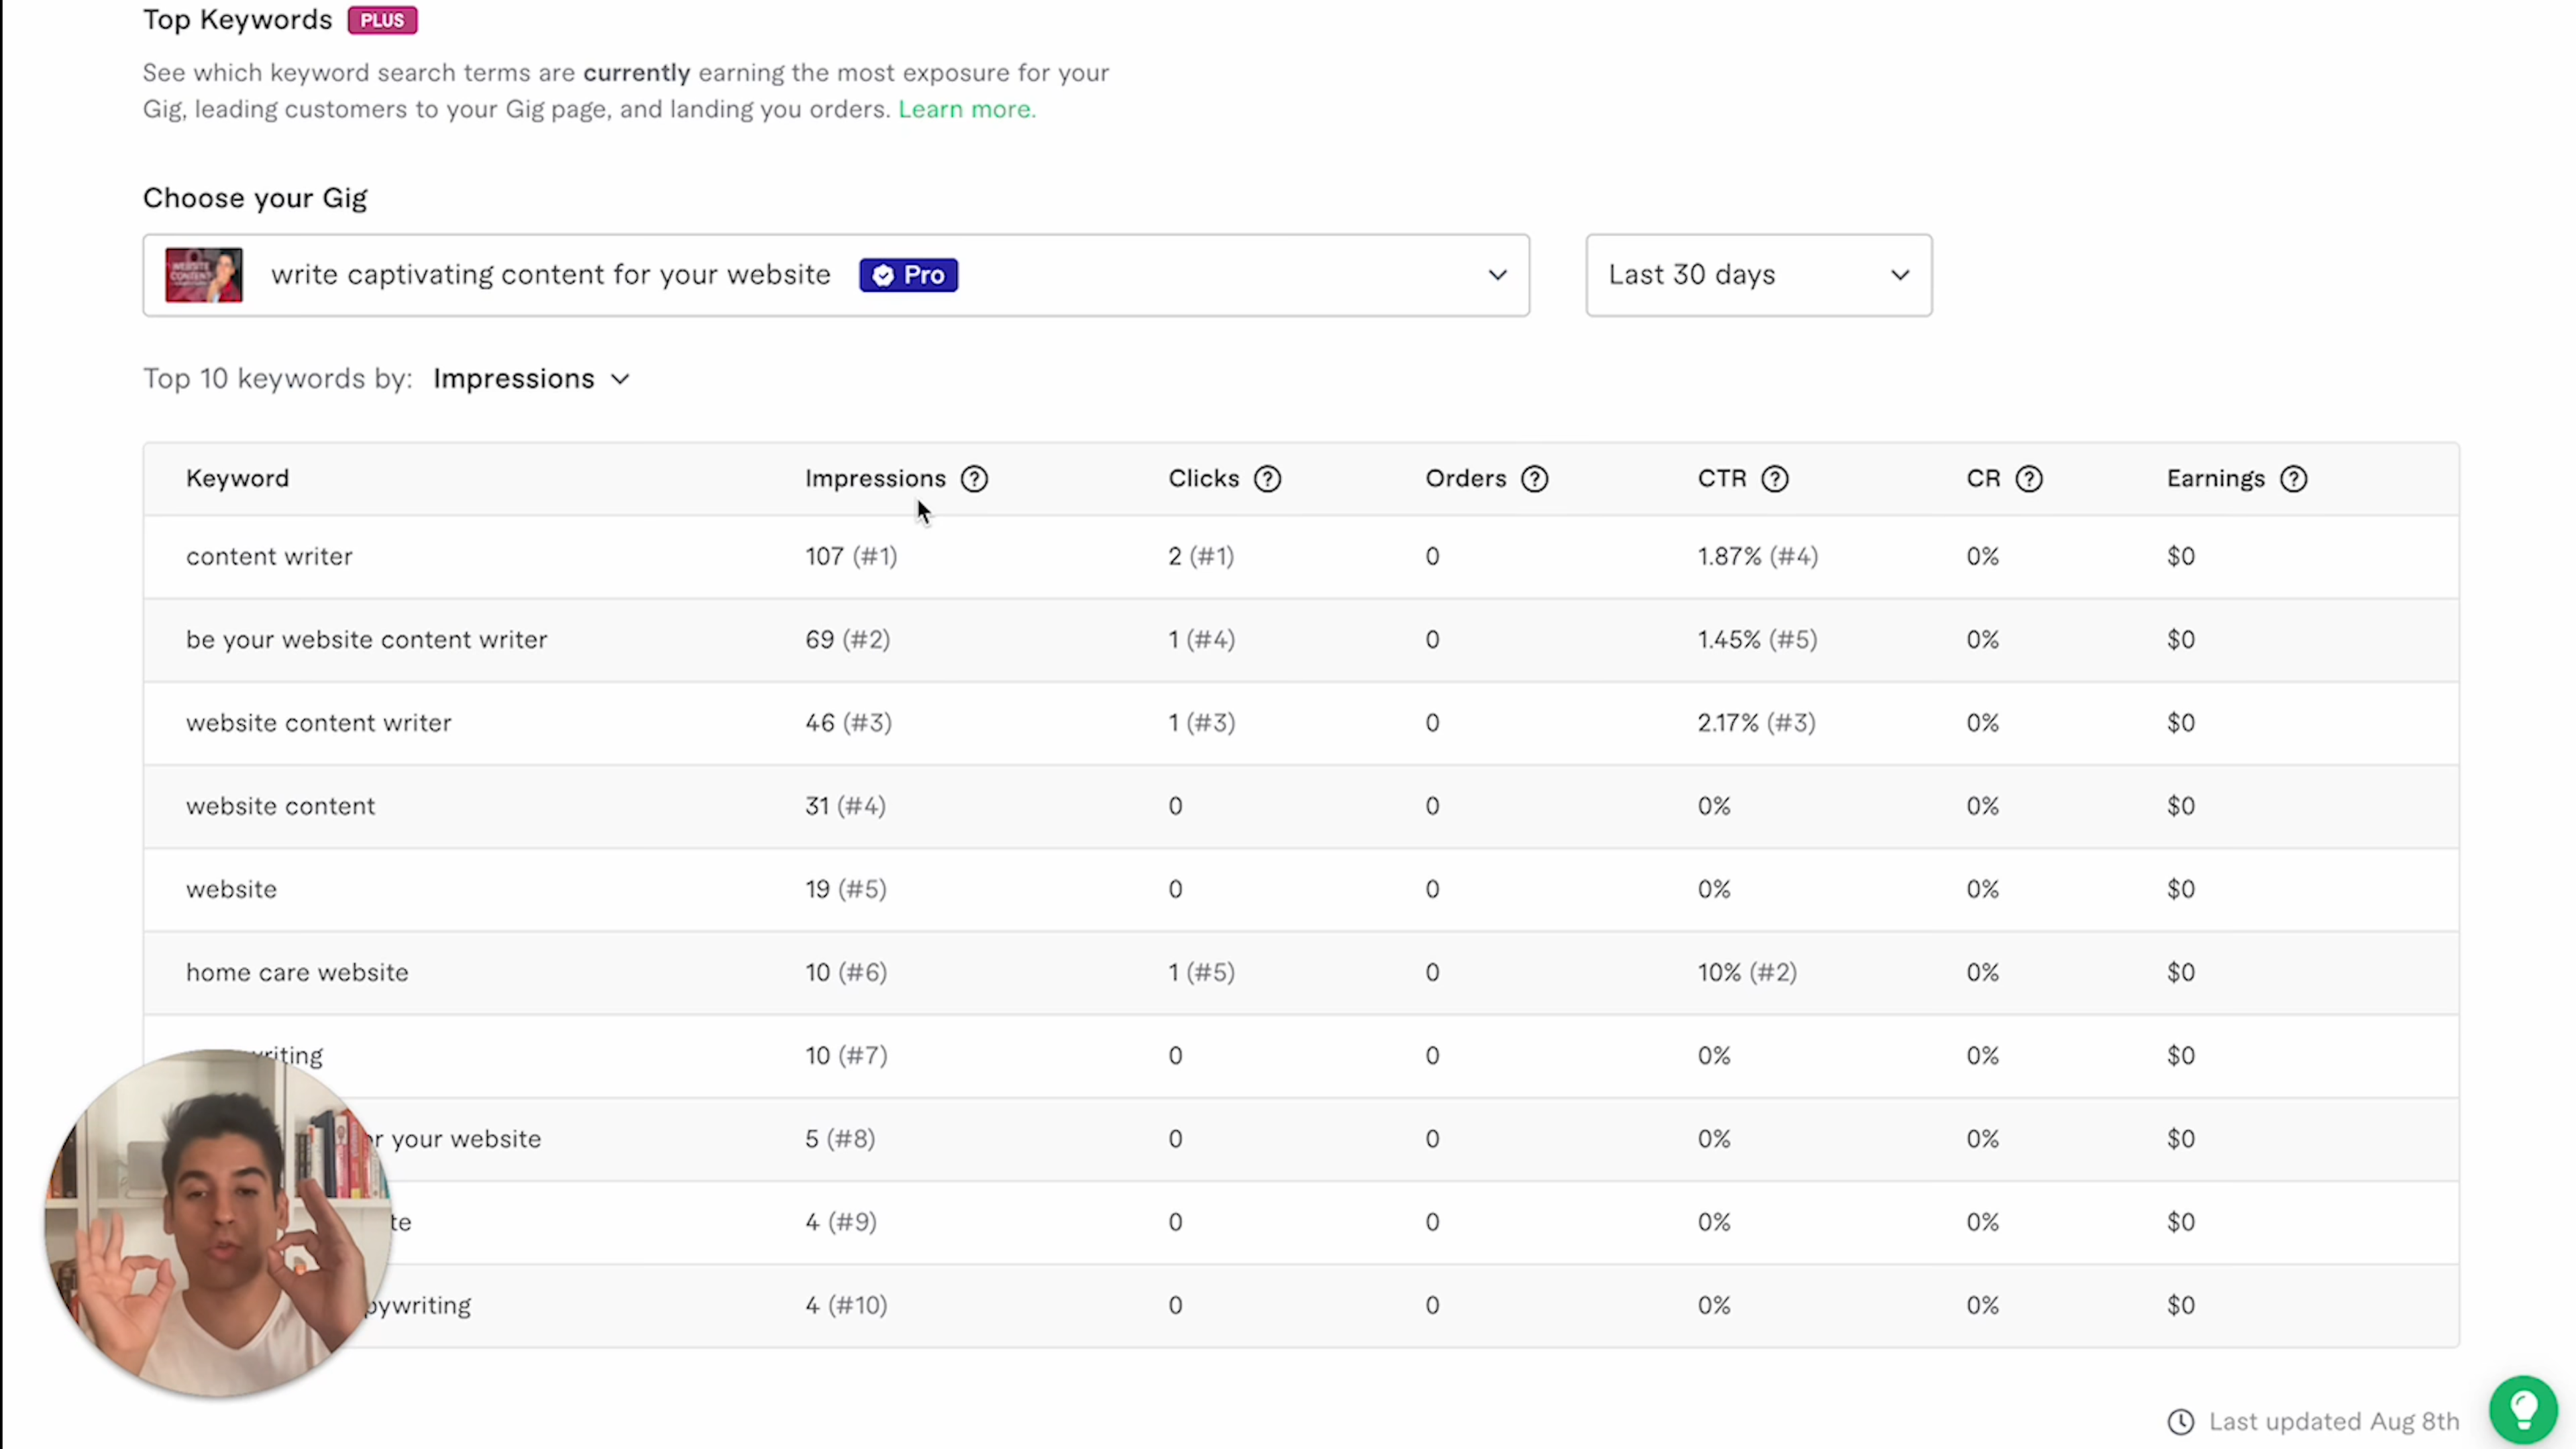 Top Keywords PLUS
See which keyword search terms are currently earning the most exposure for your
Gig, leading customers to your Gig page, and landing you orders. Learn more.
Choose your Gig
WEBSITE
CONTENT
write captivating content for your website Pro
Last 30 days
Top 10 keywords by: Impressions
Keyword Impressions ? Clicks ? Orders ? CTR ? CR ? Earnings ?
content writer 107 (#1) 2 (#1) 0 1.87% (#4) 0% $0
be your website content writer 69 (#2) 1 (#4) 0 1.45% (#5) 0% $0
website content writer 46 (#3) 1 (#3) 0 2.17% (#3) 0% $0
website content 31 (#4) 0 0 0% 0% $0
website 19 (#5) 0 0 0% 0% $0
home care website 10 (#6) 1 (#5) 0 10% (#2) 0% $0
10 (#7) 0 0 0% 0% $0
your website 5 (#8) 0 0 0% 0% $0
4 (#9) 0 0 0% 0% $0
4 (#10) 0 0 0% 0% $0
Last updated Aug 8th